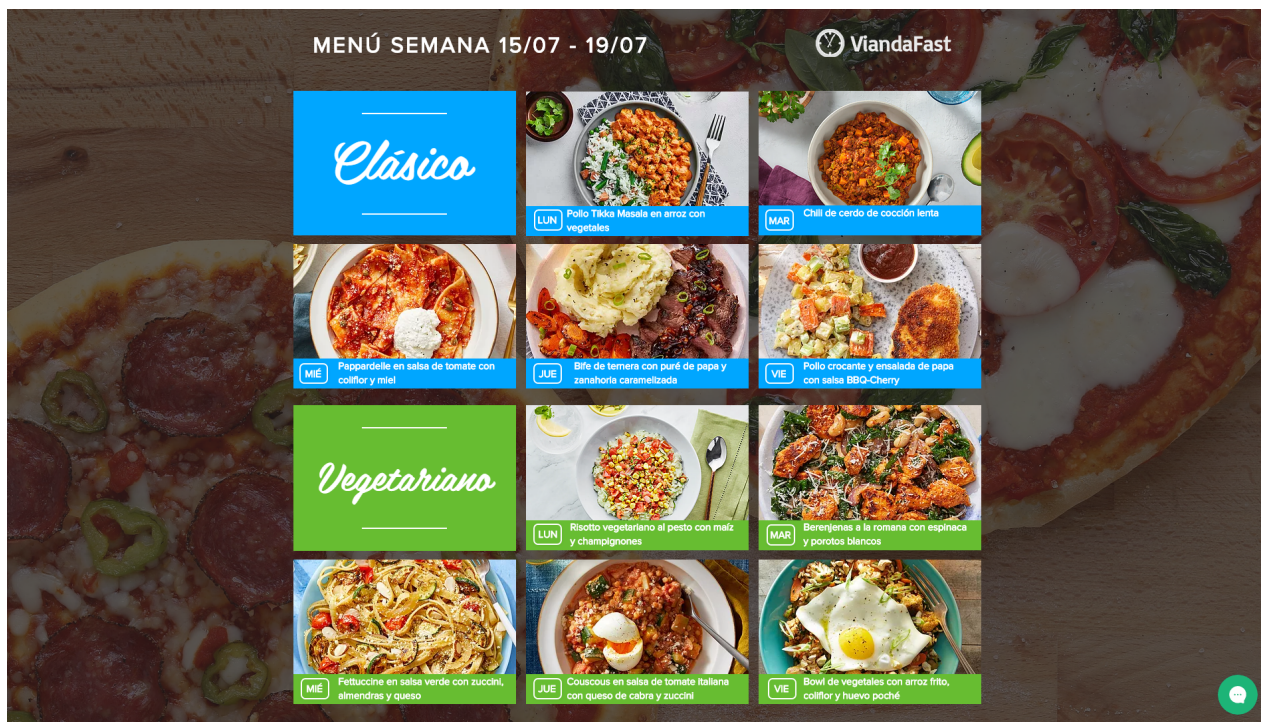 MENÚ SEMANA 15/07 - 19/07
ViandaFast
Clásico
LUN
Pollo Tikka Masala en arroz con
vegetales
MAR
Chili de cerdo de cocción lenta
MIÉ
Pappardelle en salsa de tomate con
coliflor y miel
JUE
Bife de ternera con puré de papa y
zanahoria caramelizada
VIE
Pollo crocante y ensalada de papa
con salsa BBQ-Cherry
Vegetariano
LUN
Risotto vegetariano al pesto con maíz
y champignones
MAR
Berenjenas a la romana con espinaca
y porotos blancos
MIÉ
Fettuccine en salsa verde con zuccini,
almendras y queso
JUE
Couscous en salsa de tomate italiana
con queso de cabra y zuccini
VIE
Bowl de vegetales con arroz frito,
coliflor y huevo poché